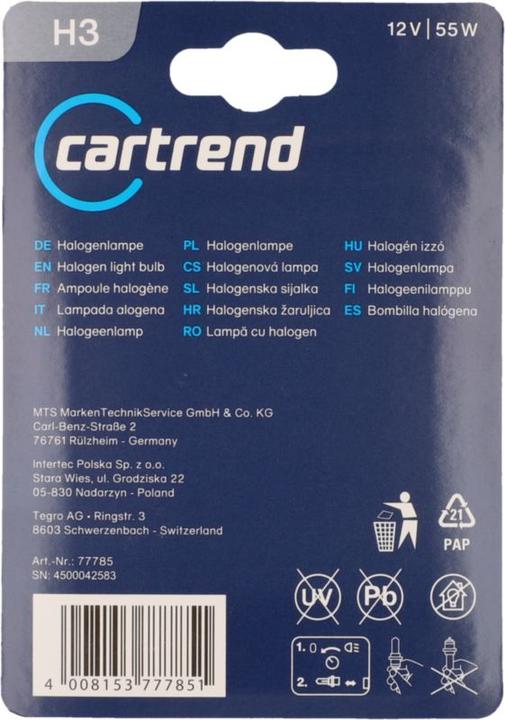 H3
12V | 55W
cartrend
DE Halogenlampe
EN Halogen light bulb
FR Ampoule halogène
IT Lampada alogena
NL Halogeenlamp
PL Halogenlampe
CS Halogenová lampa
SL Halogenska sijalka
HR Halogenska žaruljica
RO Lampă cu halogen
HU Halogén izzó
SV Halogenlampa
FI Halogeenilamppu
ES Bombilla halógena
MTS MarkenTechnikService GmbH & Co. KG
Carl-Benz-Straße 2
76761 Rülzheim - Germany
Intertec Polska Sp. z o.o.
Stara Wies, ul. Grodziska 22
05-830 Nadarzyn - Poland
Tegro AG • Ringstr. 3
8603 Schwerzenbach - Switzerland
Art.-Nr.: 77785
SN: 4500042583
21
PAP
UV
Pb
1. 0
2.
4 008153 777851